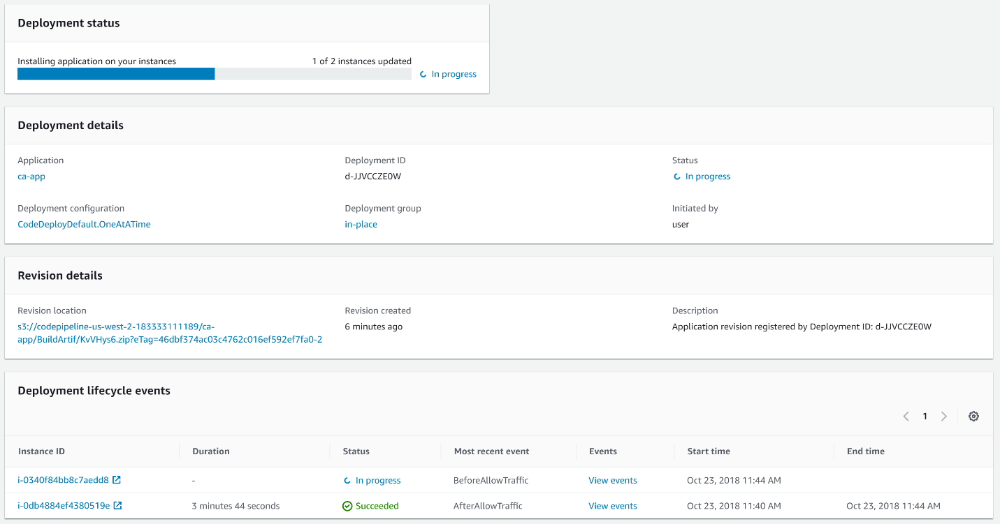 Deployment status
Installing application on your instances 1 of 2 instances updated
In progress
Deployment details
Application Deployment ID Status
ca-app d-JJVCCZE0W In progress
Deployment configuration Deployment group Initiated by
CodeDeployDefault.OneAtATime in-place user
Revision details
Revision location Revision created Description
s3://codepipeline-us-west-2-183333111189/ca- 6 minutes ago Application revision registered by Deployment ID: d-JJVCCZE0W
app/BuildArtif/KvVHys6.zip?eTag=46dbf374ac03c4762c016ef592ef7fa0-2
Deployment lifecycle events
1
Instance ID Duration Status Most recent event Events Start time End time
i-0340f84bb8c7aedd8 - In progress BeforeAllowTraffic View events Oct 23, 2018 11:44 AM
i-0db4884ef4380519e 3 minutes 44 seconds Succeeded AfterAllowTraffic View events Oct 23, 2018 11:40 AM Oct 23, 2018 11:44 AM